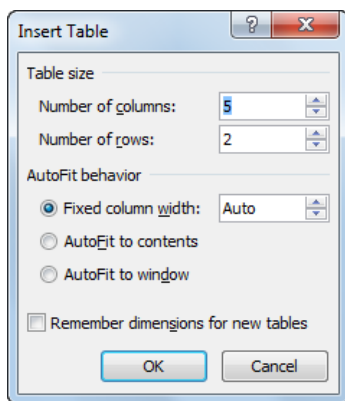 Insert Table
?
Table size
Number of columns: 5
Number of rows: 2
AutoFit behavior
Fixed column width: Auto
AutoFit to contents
AutoFit to window
Remember dimensions for new tables
OK Cancel